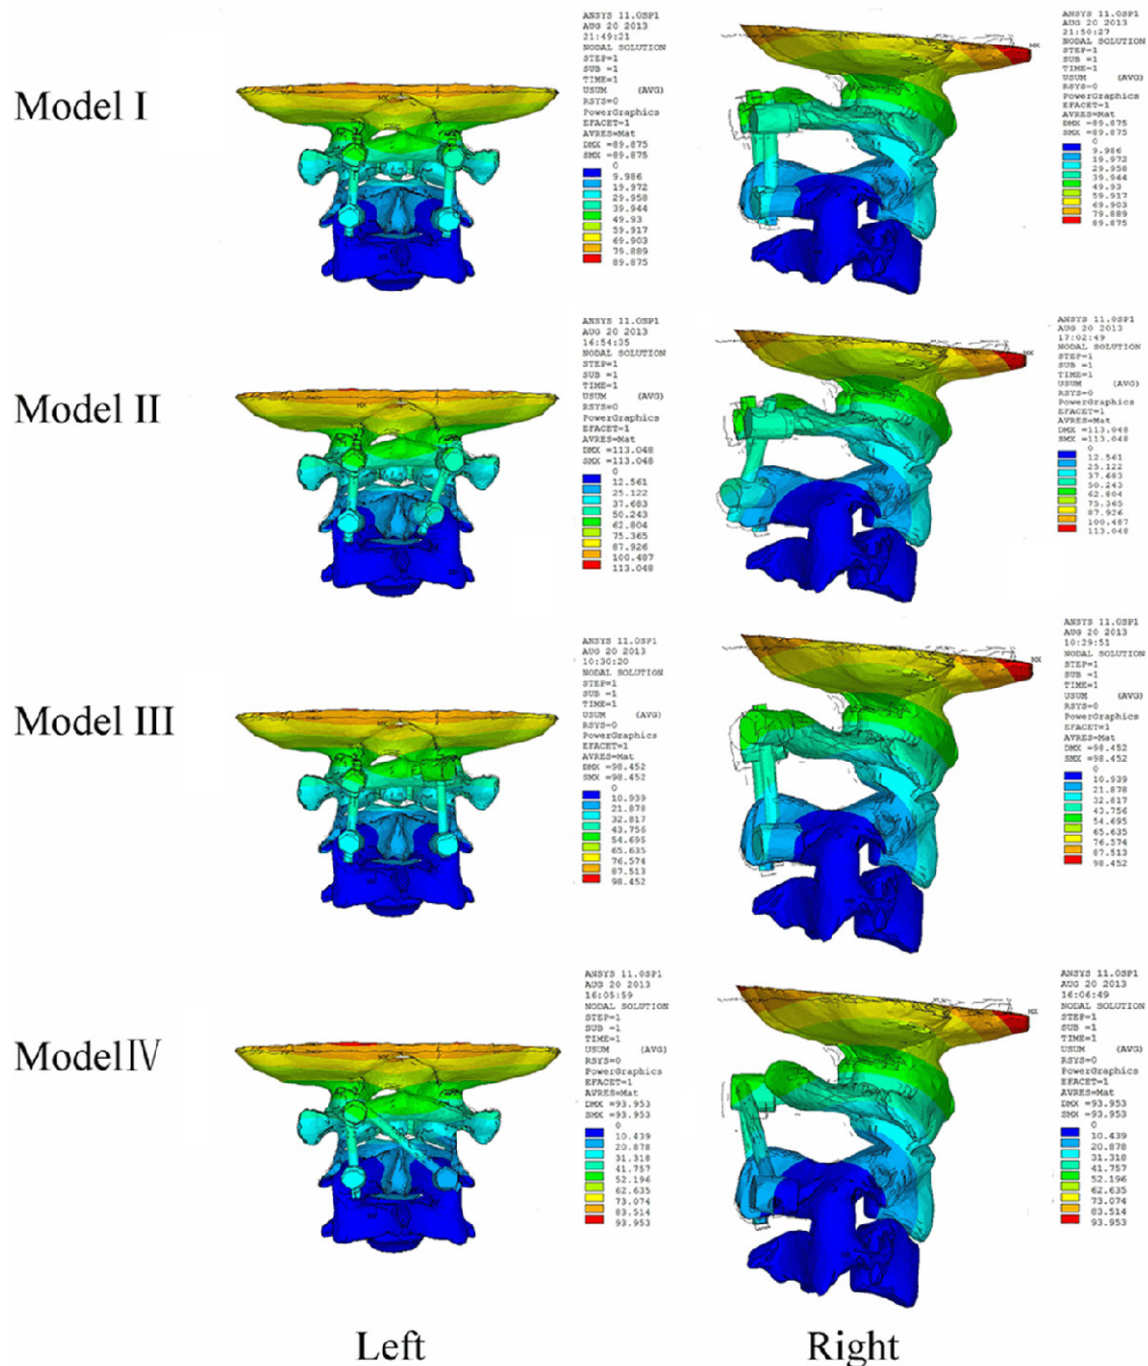 Model I
ANSYS 11.0SP1
AUG 20 2013
21:49:21
NODAL SOLUTION
STEP=1
SUB =1
TIME=1
USUM (AVG)
RSYS=0
PowerGraphics
EFACET=1
AVRES=Mat
DMX =89.875
SMX =89.875
0
9.986
19.972
29.958
39.944
49.93
59.917
69.903
79.889
89.875
MX
ANSYS 11.0SP1
AUG 20 2013
21:50:27
NODAL SOLUTION
STEP=1
SUB =1
TIME=1
USUM (AVG)
RSYS=0
PowerGraphics
EFACET=1
AVRES=Mat
DMX =89.875
SMX =89.875
0
9.986
19.972
29.958
39.944
49.93
59.917
69.903
79.889
89.875
MX
Model II
ANSYS 11.0SP1
AUG 20 2013
16:54:35
NODAL SOLUTION
STEP=1
SUB =1
TIME=1
USUM (AVG)
RSYS=0
PowerGraphics
EFACET=1
AVRES=Mat
DMX =113.048
SMX =113.048
0
12.561
25.122
37.683
50.243
62.804
75.365
87.926
100.487
113.048
MX
ANSYS 11.0SP1
AUG 20 2013
17:02:49
NODAL SOLUTION
STEP=1
SUB =1
TIME=1
USUM (AVG)
RSYS=0
PowerGraphics
EFACET=1
AVRES=Mat
DMX =113.048
SMX =113.048
0
12.561
25.122
37.683
50.243
62.804
75.365
87.926
100.487
113.048
MX
Model III
ANSYS 11.0SP1
AUG 20 2013
10:30:20
NODAL SOLUTION
STEP=1
SUB =1
TIME=1
USUM (AVG)
RSYS=0
PowerGraphics
EFACET=1
AVRES=Mat
DMX =98.452
SMX =98.452
0
10.939
21.878
32.817
43.756
54.695
65.635
76.574
87.513
98.452
MX
ANSYS 11.0SP1
AUG 20 2013
10:29:51
NODAL SOLUTION
STEP=1
SUB =1
TIME=1
USUM (AVG)
RSYS=0
PowerGraphics
EFACET=1
AVRES=Mat
DMX =98.452
SMX =98.452
0
10.939
21.878
32.817
43.756
54.695
65.635
76.574
87.513
98.452
MX
Model IV
ANSYS 11.0SP1
AUG 20 2013
16:05:59
NODAL SOLUTION
STEP=1
SUB =1
TIME=1
USUM (AVG)
RSYS=0
PowerGraphics
EFACET=1
AVRES=Mat
DMX =93.953
SMX =93.953
0
10.439
20.878
31.318
41.757
52.196
62.635
73.074
83.514
93.953
MX
ANSYS 11.0SP1
AUG 20 2013
16:06:49
NODAL SOLUTION
STEP=1
SUB =1
TIME=1
USUM (AVG)
RSYS=0
PowerGraphics
EFACET=1
AVRES=Mat
DMX =93.953
SMX =93.953
0
10.439
20.878
31.318
41.757
52.196
62.635
73.074
83.514
93.953
MX
Left
Right